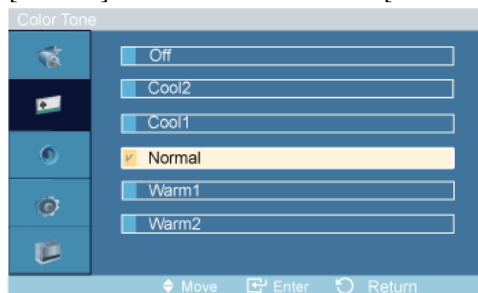 Color Tone
Off
Cool2
Cool1
Normal
Warm1
Warm2
Move Enter Return